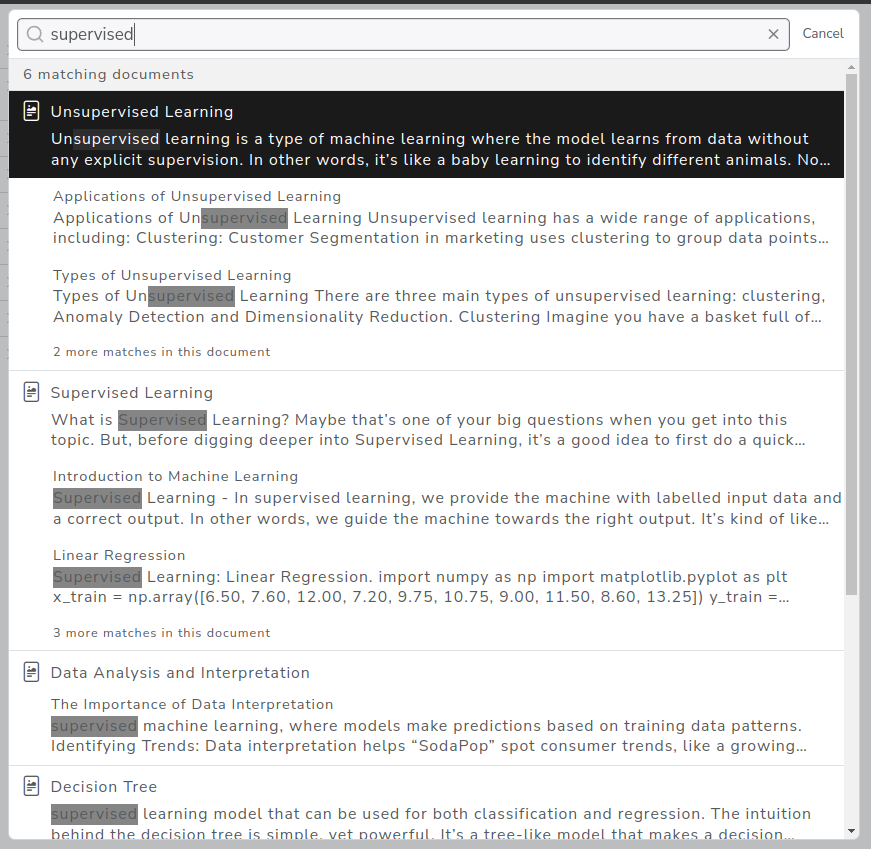 supervised
Cancel
6 matching documents
Unsupervised Learning
Unsupervised learning is a type of machine learning where the model learns from data without
any explicit supervision. In other words, it’s like a baby learning to identify different animals. No…
Applications of Unsupervised Learning
Applications of Unsupervised Learning Unsupervised learning has a wide range of applications,
including: Clustering: Customer Segmentation in marketing uses clustering to group data points…
Types of Unsupervised Learning
Types of Unsupervised Learning There are three main types of unsupervised learning: clustering,
Anomaly Detection and Dimensionality Reduction. Clustering Imagine you have a basket full of…
2 more matches in this document
Supervised Learning
What is Supervised Learning? Maybe that’s one of your big questions when you get into this
topic. But, before digging deeper into Supervised Learning, it’s a good idea to first do a quick…
Introduction to Machine Learning
Supervised Learning - In supervised learning, we provide the machine with labelled input data and
a correct output. In other words, we guide the machine towards the right output. It’s kind of like…
Linear Regression
Supervised Learning: Linear Regression. import numpy as np import matplotlib.pyplot as plt
x_train = np.array([6.50, 7.60, 12.00, 7.20, 9.75, 10.75, 9.00, 11.50, 8.60, 13.25]) y_train =…
3 more matches in this document
Data Analysis and Interpretation
The Importance of Data Interpretation
supervised machine learning, where models make predictions based on training data patterns.
Identifying Trends: Data interpretation helps “SodaPop” spot consumer trends, like a growing…
Decision Tree
supervised learning model that can be used for both classification and regression. The intuition
behind the decision tree is simple, yet powerful. It’s a tree-like model that makes a decision…